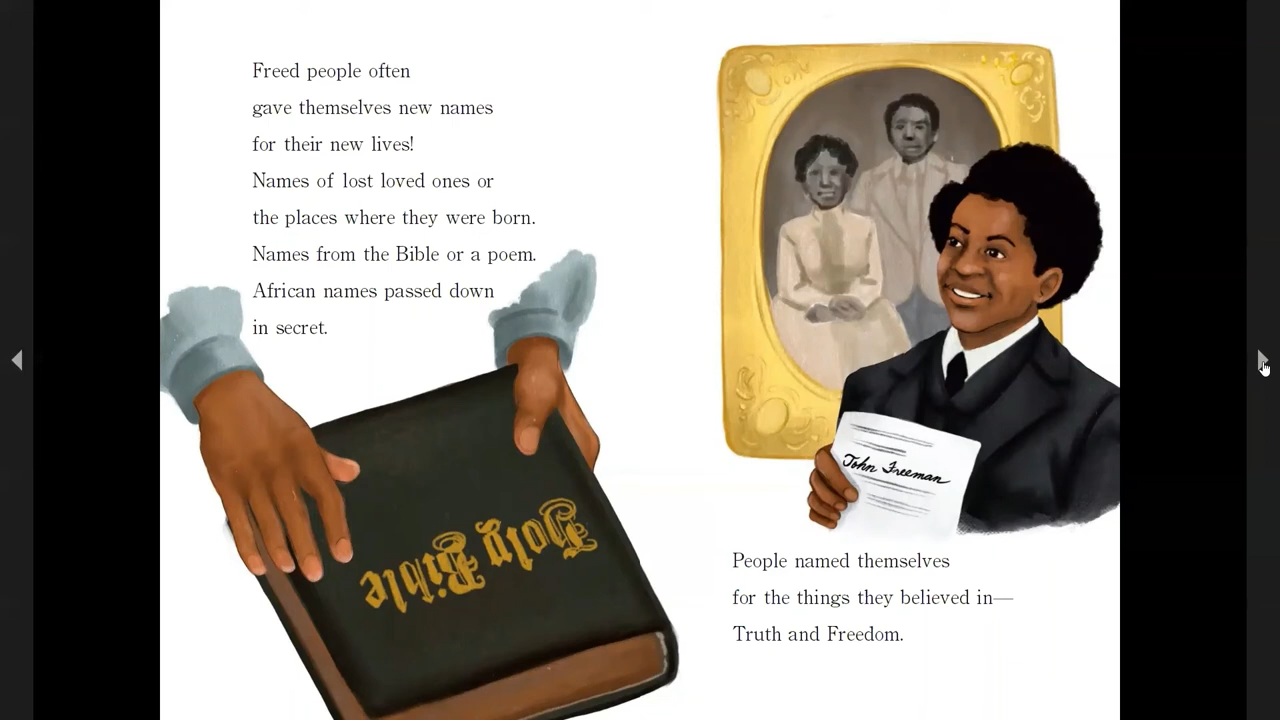 Freed people often
gave themselves new names
for their new lives!
Names of lost loved ones or
the places where they were born.
Names from the Bible or a poem.
African names passed down
in secret.
Holy Bible
John Freeman
People named themselves
for the things they believed in—
Truth and Freedom.